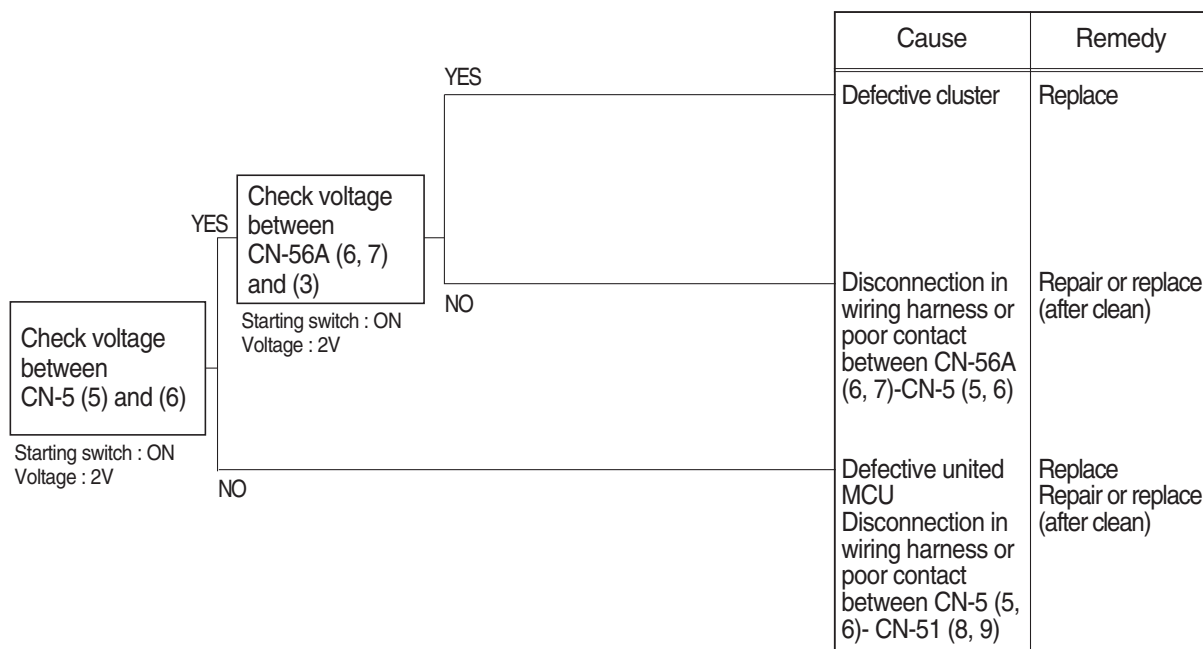 Cause
Remedy
YES
Defective cluster
Replace
Check voltage
between
CN-56A (6, 7)
and (3)
YES
Starting switch : ON
Voltage : 2V
NO
Disconnection in
wiring harness or
poor contact
between CN-56A
(6, 7)-CN-5 (5, 6)
Repair or replace
(after clean)
Check voltage
between
CN-5 (5) and (6)
Starting switch : ON
Voltage : 2V
NO
Defective united
MCU
Disconnection in
wiring harness or
poor contact
between CN-5 (5,
6)- CN-51 (8, 9)
Replace
Repair or replace
(after clean)